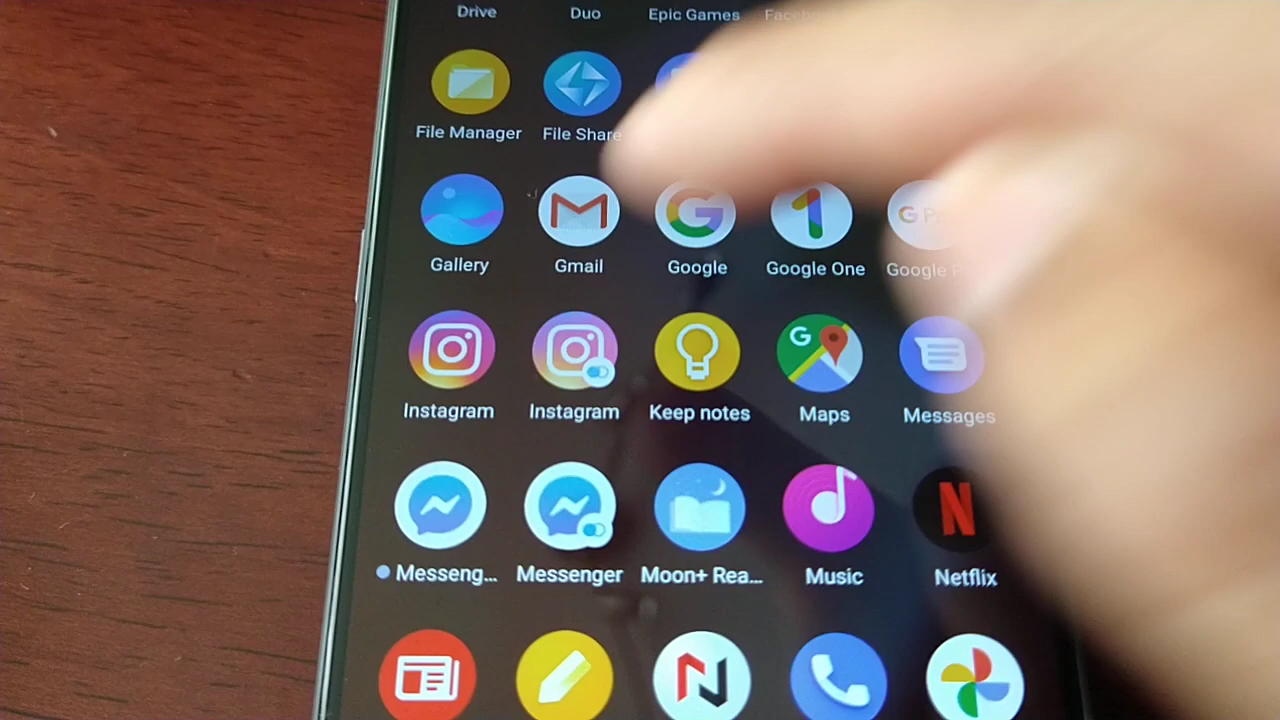 Drive Duo Epic Games
File Manager File Share
Gallery Gmail Google Google One Google
Instagram Instagram Keep notes Maps Messages
Messeng... Messenger Moon+ Rea... Music Netflix